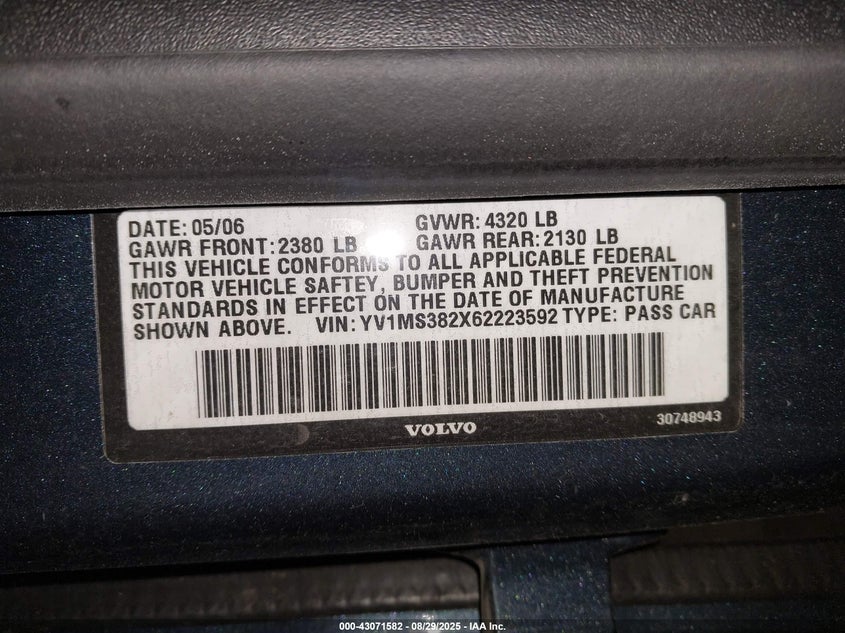 DATE: 05/06 GVWR: 4320 LB
GAWR FRONT: 2380 LB GAWR REAR: 2130 LB
THIS VEHICLE CONFORMS TO ALL APPLICABLE FEDERAL
MOTOR VEHICLE SAFTEY, BUMPER AND THEFT PREVENTION
STANDARDS IN EFFECT ON THE DATE OF MANUFACTURE
SHOWN ABOVE. VIN: YV1MS382X62223592 TYPE: PASS CAR
VOLVO 30748943
000-43071582 - 08/29/2025 - IAA Inc.